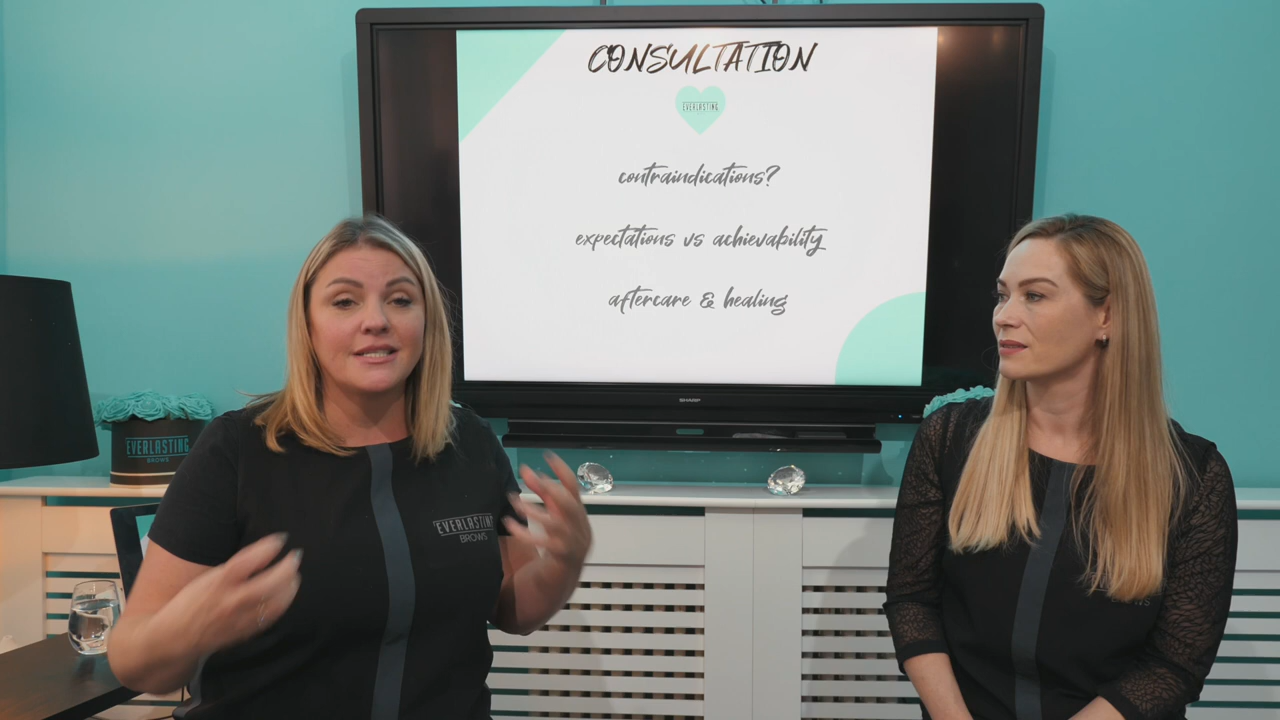 CONSULTATION
EVERLASTING
contraindications?
expectations vs achievability
aftercare & healing
SHARP
EVERLASTING
BROWS
EVERLASTING
BROWS